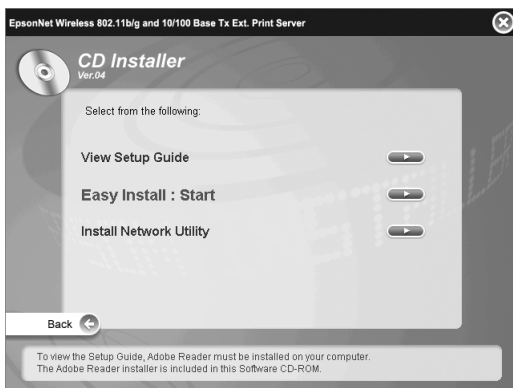 EpsonNet Wireless 802.11b/g and 10/100 Base Tx Ext. Print Server
CD Installer
Ver.04
Select from the following:
View Setup Guide
Easy Install : Start
Install Network Utility
Back
To view the Setup Guide, Adobe Reader must be installed on your computer.
The Adobe Reader installer is included in this Software CD-ROM.